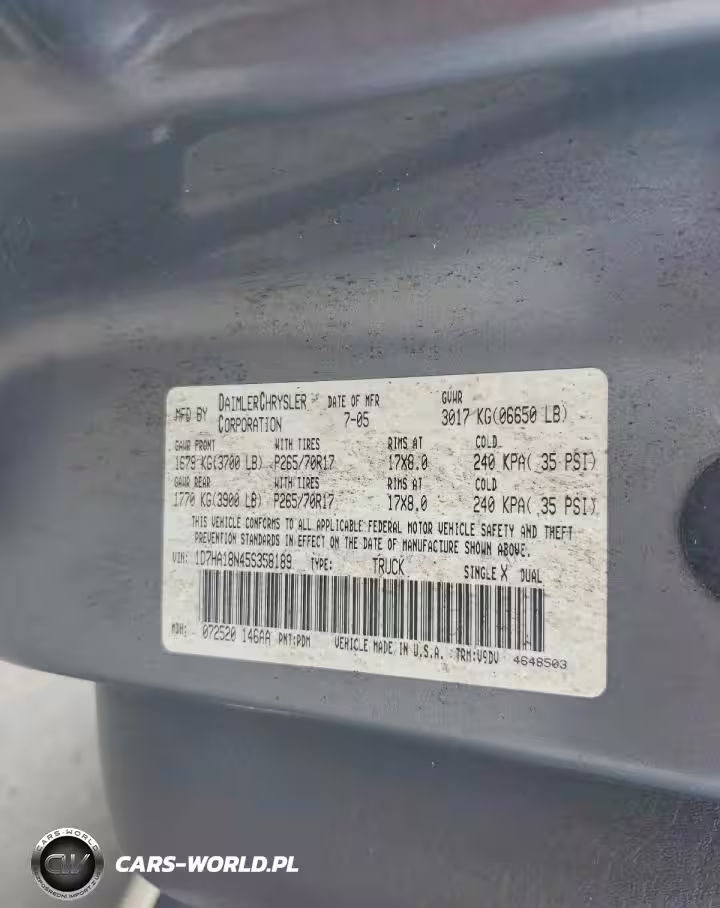 MFD BY DAIMLERCHRYSLER CORPORATION
DATE OF MFR
7-05
GVWR
3017 KG(06650 LB)
GAWR FRONT WITH TIRES RIMS AT COLD
1679 KG(3700 LB) P265/70R17 17X8.0 240 KPA( 35 PSI)
GAWR REAR WITH TIRES RIMS AT COLD
1770 KG(3900 LB) P265/70R17 17X8.0 240 KPA( 35 PSI)
THIS VEHICLE CONFORMS TO ALL APPLICABLE FEDERAL MOTOR VEHICLE SAFETY AND THEFT
PREVENTION STANDARDS IN EFFECT ON THE DATE OF MANUFACTURE SHOWN ABOVE.
VIN: 1D7HA18N45S358189 TYPE: TRUCK SINGLE X DUAL
MDH: 072520 146AA PNT:PDM VEHICLE MADE IN U.S.A. TRM:V9DV 4648503
CARS-WORLD
CW
CARS-WORLD.PL